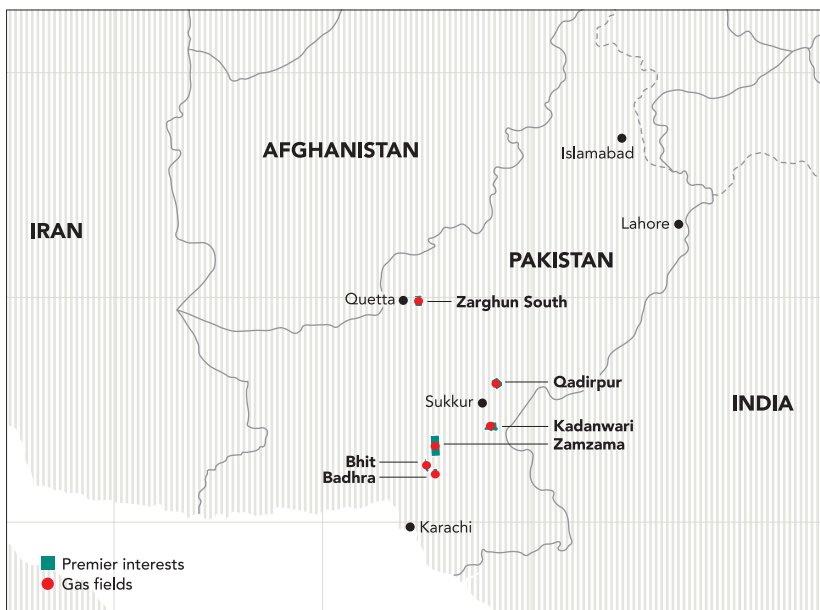 AFGHANISTAN
Islamabad
IRAN
Lahore
PAKISTAN
Quetta
Zarghun South
Qadirpur
Sukkur
INDIA
Kadanwari
Zamzama
Bhit
Badhra
Karachi
Premier interests
Gas fields